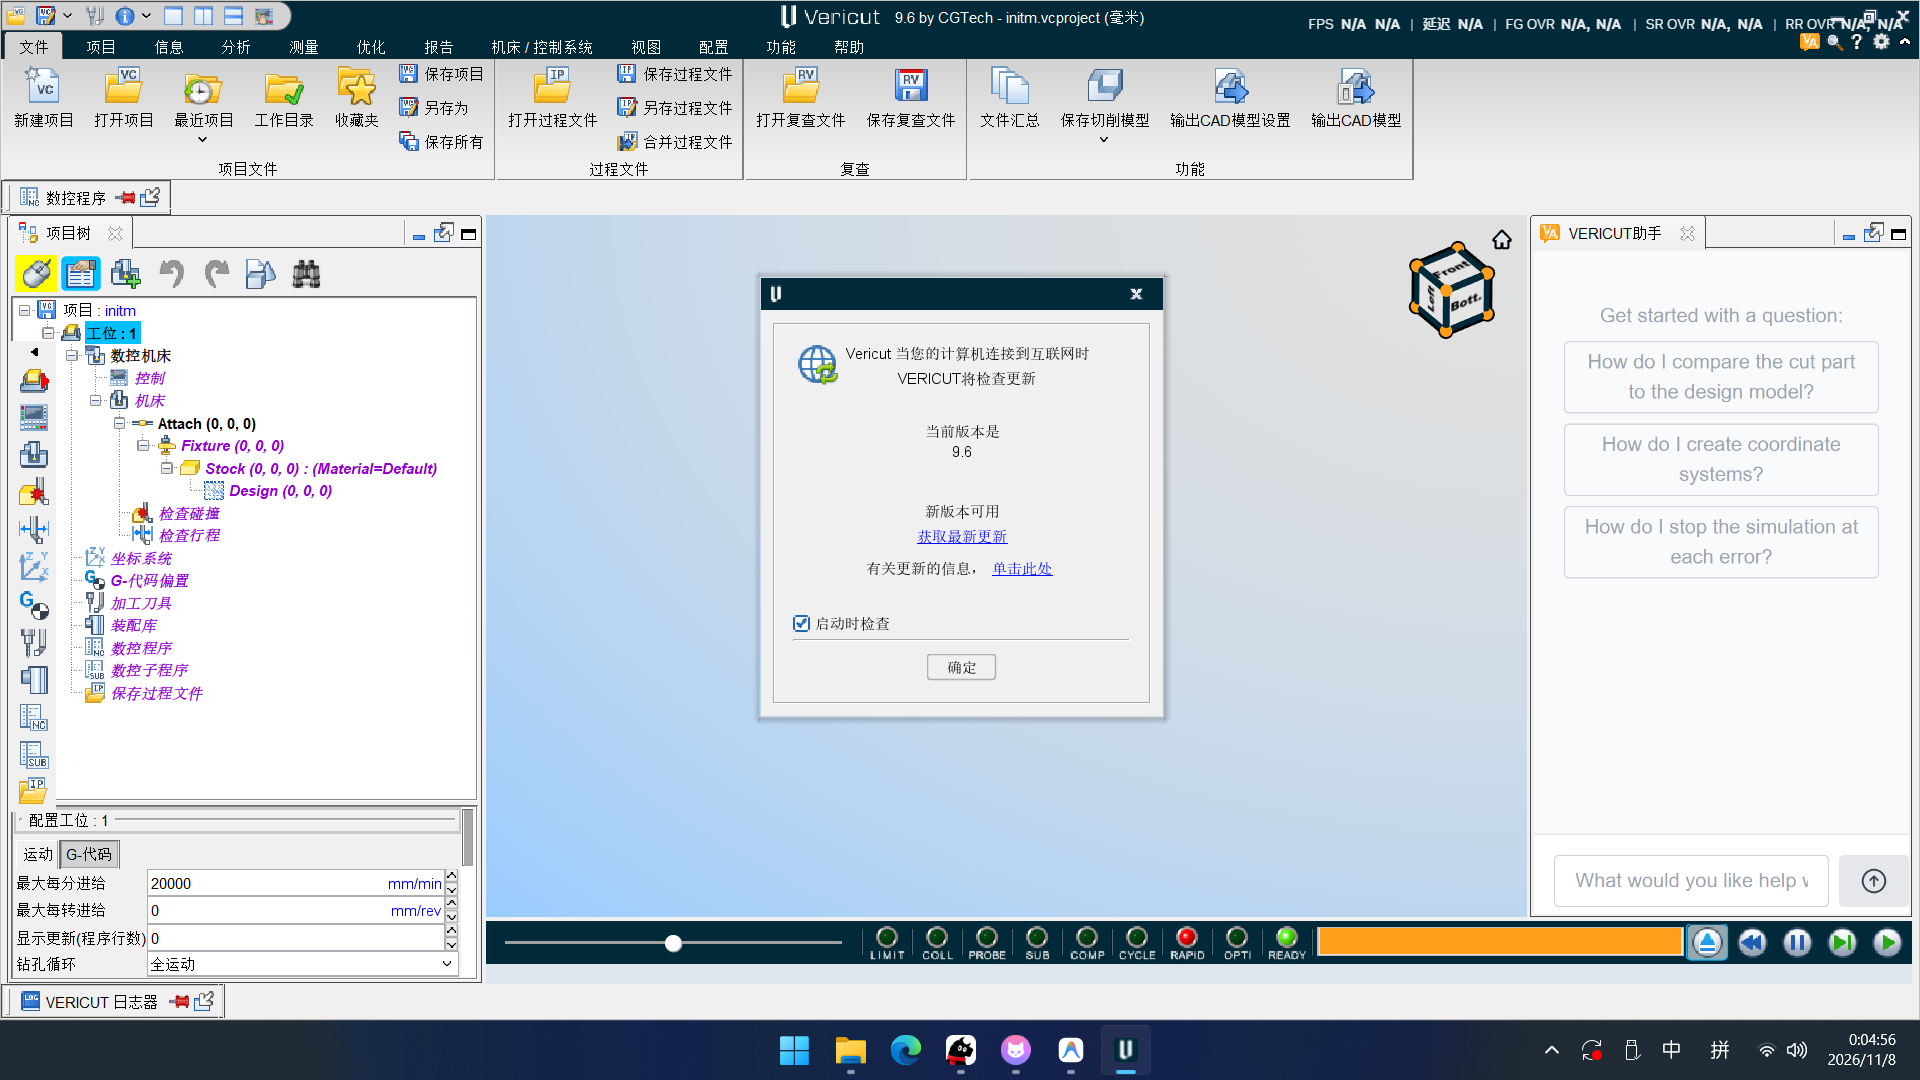 Vericut 9.6 by CGTech - initm.vcproject (毫米)
FPS N/A N/A | 延迟 N/A | FG OVR N/A, N/A | SR OVR N/A, N/A | RR OVR N/A, N/A
文件 项目 信息 分析 测量 优化 报告 机床 / 控制系统 视图 配置 功能 帮助
新建项目 打开项目 最近项目 工作目录 收藏夹
保存项目
另存为
保存所有
项目文件
打开过程文件
保存过程文件
另存过程文件
合并过程文件
过程文件
打开复查文件 保存复查文件
复查
文件汇总 保存切削模型 输出CAD模型设置 输出CAD模型
功能
数控程序
项目树
项目 : initm
工位 : 1
数控机床
控制
机床
Attach (0, 0, 0)
Fixture (0, 0, 0)
Stock (0, 0, 0) : (Material=Default)
Design (0, 0, 0)
检查碰撞
检查行程
坐标系统
G-代码偏置
加工刀具
装配库
数控程序
数控子程序
保存过程文件
配置工位 : 1
运动 G-代码
最大每分进给 20000 mm/min
最大每转进给 0 mm/rev
显示更新(程序行数) 0
钻孔循环 全运动
VERICUT 日志器
Front
Left
Bott.
Vericut 当您的计算机连接到互联网时
VERICUT将检查更新
当前版本是
9.6
新版本可用
获取最新更新
有关更新的信息， 单击此处
启动时检查
确定
VERICUT助手
Get started with a question:
How do I compare the cut part
to the design model?
How do I create coordinate
systems?
How do I stop the simulation at
each error?
What would you like help
LIMIT COLL PROBE SUB COMP CYCLE RAPID OPTI READY
中 拼
0:04:56
2026/11/8